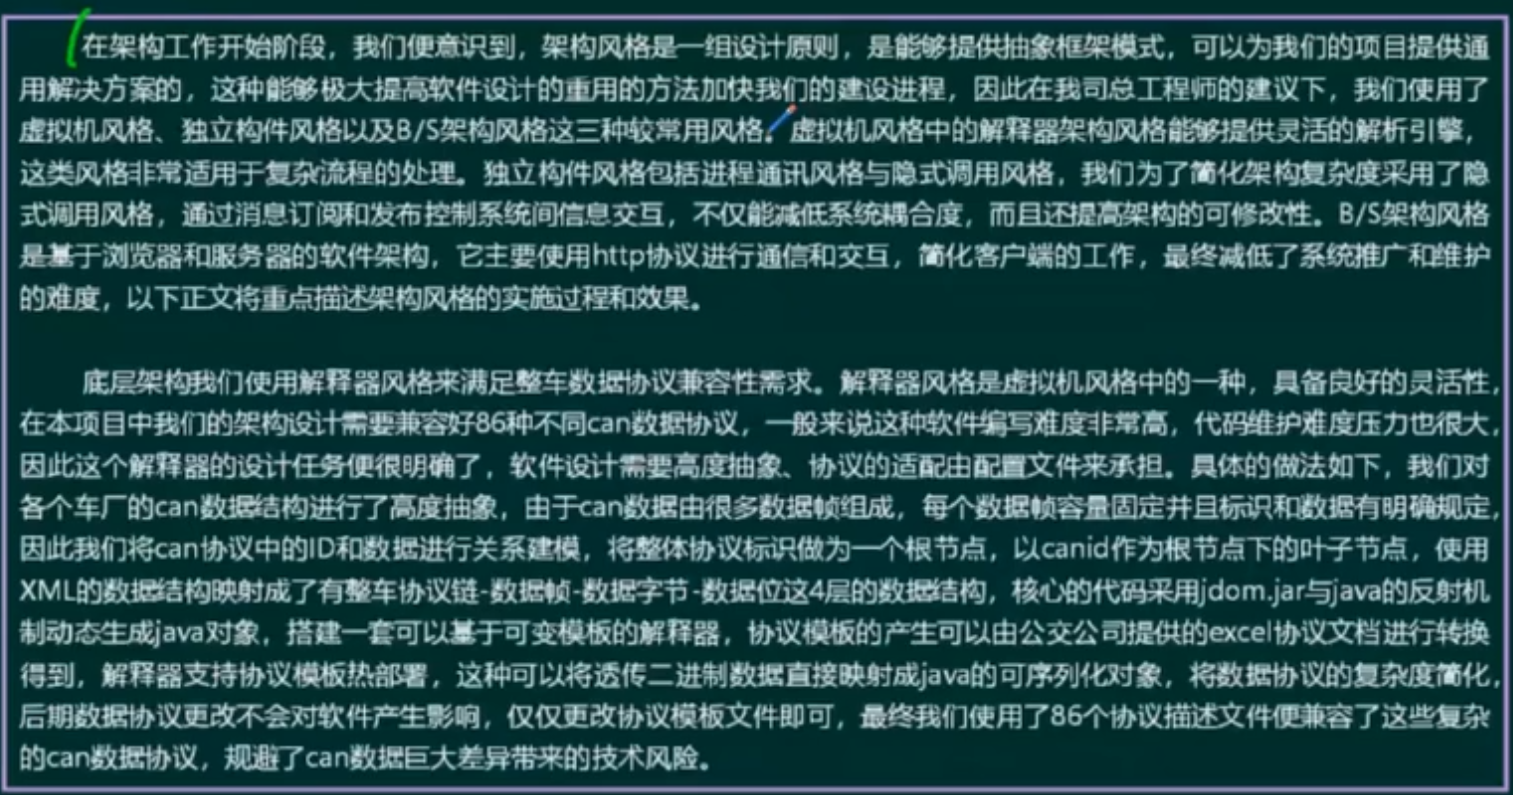 在架构工作开始阶段，我们便意识到，架构风格是一组设计原则，是能够提供抽象框架模式，可以为我们的项目提供通
用解决方案的，这种能够极大提高软件设计的重用的方法加快我们的建设进程，因此在我司总工程师的建议下，我们使用了
虚拟机风格、独立构件风格以及B/S架构风格这三种较常用风格。虚拟机风格中的解释器架构风格能够提供灵活的解析引擎，
这类风格非常适用于复杂流程的处理。独立构件风格包括进程通讯风格与隐式调用风格，我们为了简化架构复杂度采用了隐
式调用风格，通过消息订阅和发布控制系统间信息交互，不仅能减低系统耦合度，而且还提高架构的可修改性。B/S架构风格
是基于浏览器和服务器的软件架构，它主要使用http协议进行通信和交互，简化客户端的工作，最终减低了系统推广和维护
的难度，以下正文将重点描述架构风格的实施过程和效果。
底层架构我们使用解释器风格来满足整车数据协议兼容性需求。解释器风格是虚拟机风格中的一种，具备良好的灵活性，
在本项目中我们的架构设计需要兼容好86种不同can数据协议，一般来说这种软件编写难度非常高，代码维护难度压力也很大，
因此这个解释器的设计任务便很明确了，软件设计需要高度抽象、协议的适配由配置文件来承担。具体的做法如下，我们对
各个车厂的can数据结构进行了高度抽象，由于can数据由很多数据帧组成，每个数据帧容量固定并且标识和数据有明确规定，
因此我们将can协议中的ID和数据进行关系建模，将整体协议标识做为一个根节点，以canid作为根节点下的叶子节点，使用
XML的数据结构映射成了有整车协议链-数据帧-数据字节-数据位这4层的数据结构，核心的代码采用jdom.jar与java的反射机
制动态生成java对象，搭建一套可以基于可变模板的解释器，协议模板的产生可以由公交公司提供的excel协议文档进行转换
得到，解释器支持协议模板热部署，这种可以将透传二进制数据直接映射成java的可序列化对象，将数据协议的复杂度简化，
后期数据协议更改不会对软件产生影响，仅仅更改协议模板文件即可，最终我们使用了86个协议描述文件便兼容了这些复杂
的can数据协议，规避了can数据巨大差异带来的技术风险。